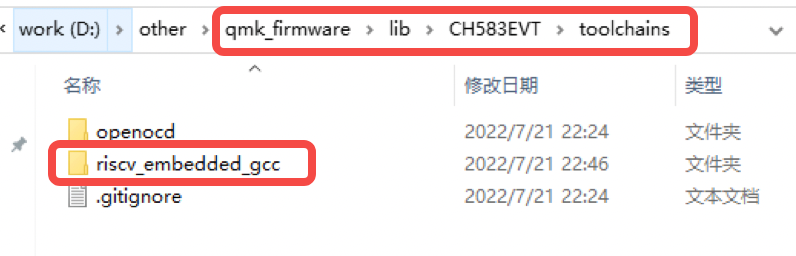 work (D:) › other › qmk_firmware › lib › CH583EVT › toolchains
名称 修改日期 类型
openocd 2022/7/21 22:24 文件夹
riscv_embedded_gcc 2022/7/21 22:46 文件夹
.gitignore 2022/7/21 22:24 文本文档